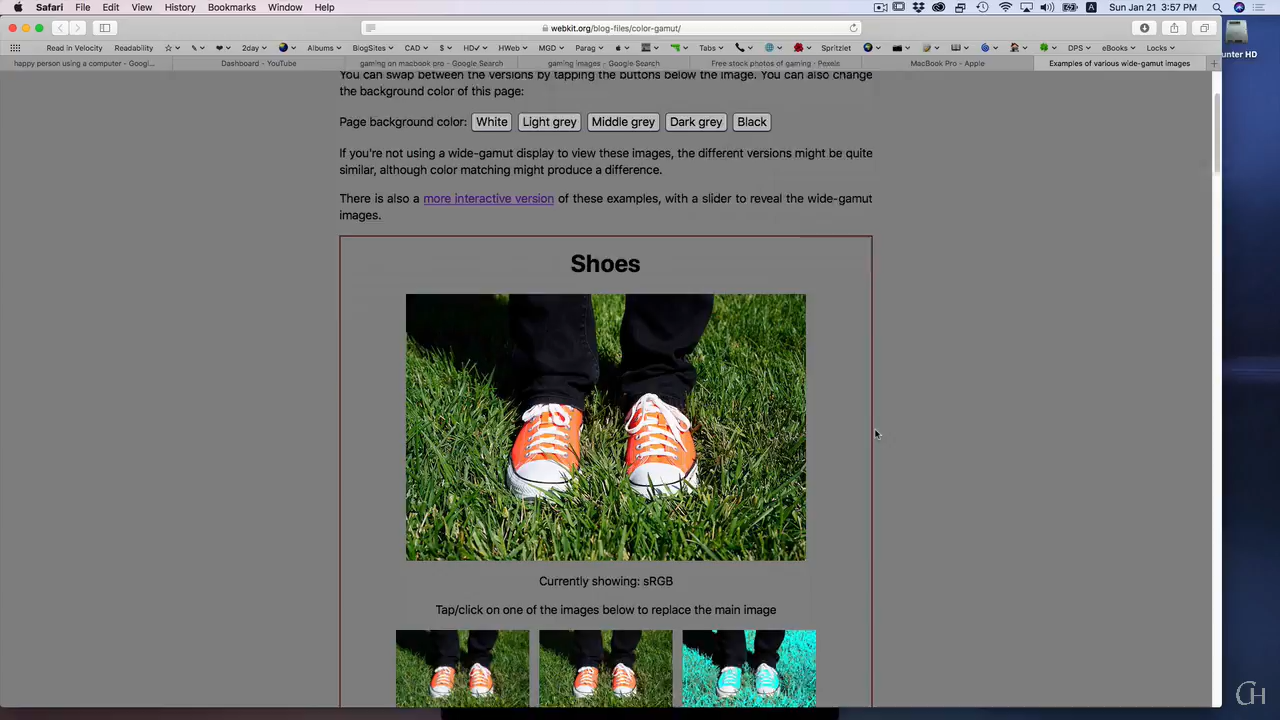 Safari File Edit View History Bookmarks Window Help Sun Jan 21 3:57 PM
webkit.org/blog-files/color-gamut/
Read in Velocity Readability 2day Albums BlogSites CAD $ HDv HWeb MGD Parag Tabs Spritzlet DPS eBooks Locks
happy person using a computer - Googl... Dashboard - YouTube gaming on macbook pro - Google Search gaming images - Google Search Free stock photos of gaming · Pexels MacBook Pro - Apple Examples of various wide-gamut images
unter HD
You can swap between the versions by tapping the buttons below the image. You can also change
the background color of this page:
Page background color: White Light grey Middle grey Dark grey Black
If you're not using a wide-gamut display to view these images, the different versions might be quite
similar, although color matching might produce a difference.
There is also a more interactive version of these examples, with a slider to reveal the wide-gamut
images.
Shoes
Currently showing: sRGB
Tap/click on one of the images below to replace the main image
CH